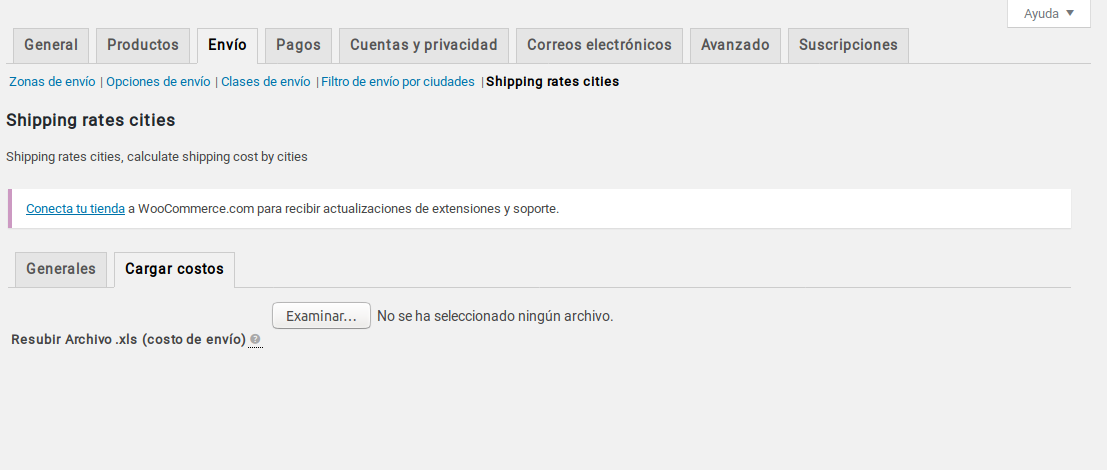 Ayuda
General Productos Envío Pagos Cuentas y privacidad Correos electrónicos Avanzado Suscripciones
Zonas de envío | Opciones de envío | Clases de envío | Filtro de envío por ciudades | Shipping rates cities
Shipping rates cities
Shipping rates cities, calculate shipping cost by cities
Conecta tu tienda a WooCommerce.com para recibir actualizaciones de extensiones y soporte.
Generales Cargar costos
Examinar... No se ha seleccionado ningún archivo.
Resubir Archivo .xls (costo de envío) ?